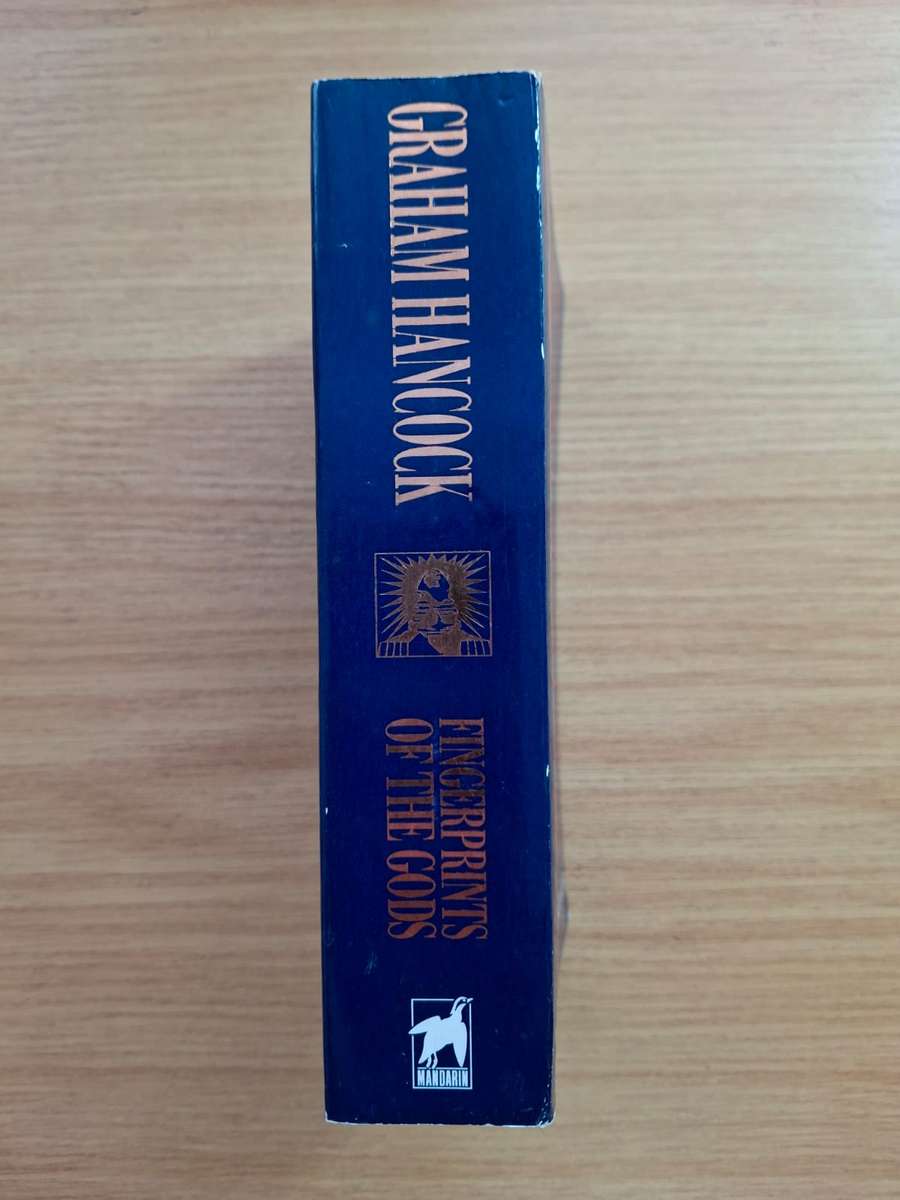 GRAHAM HANCOCK
FINGERPRINTS
OF THE GODS
MANDARIN